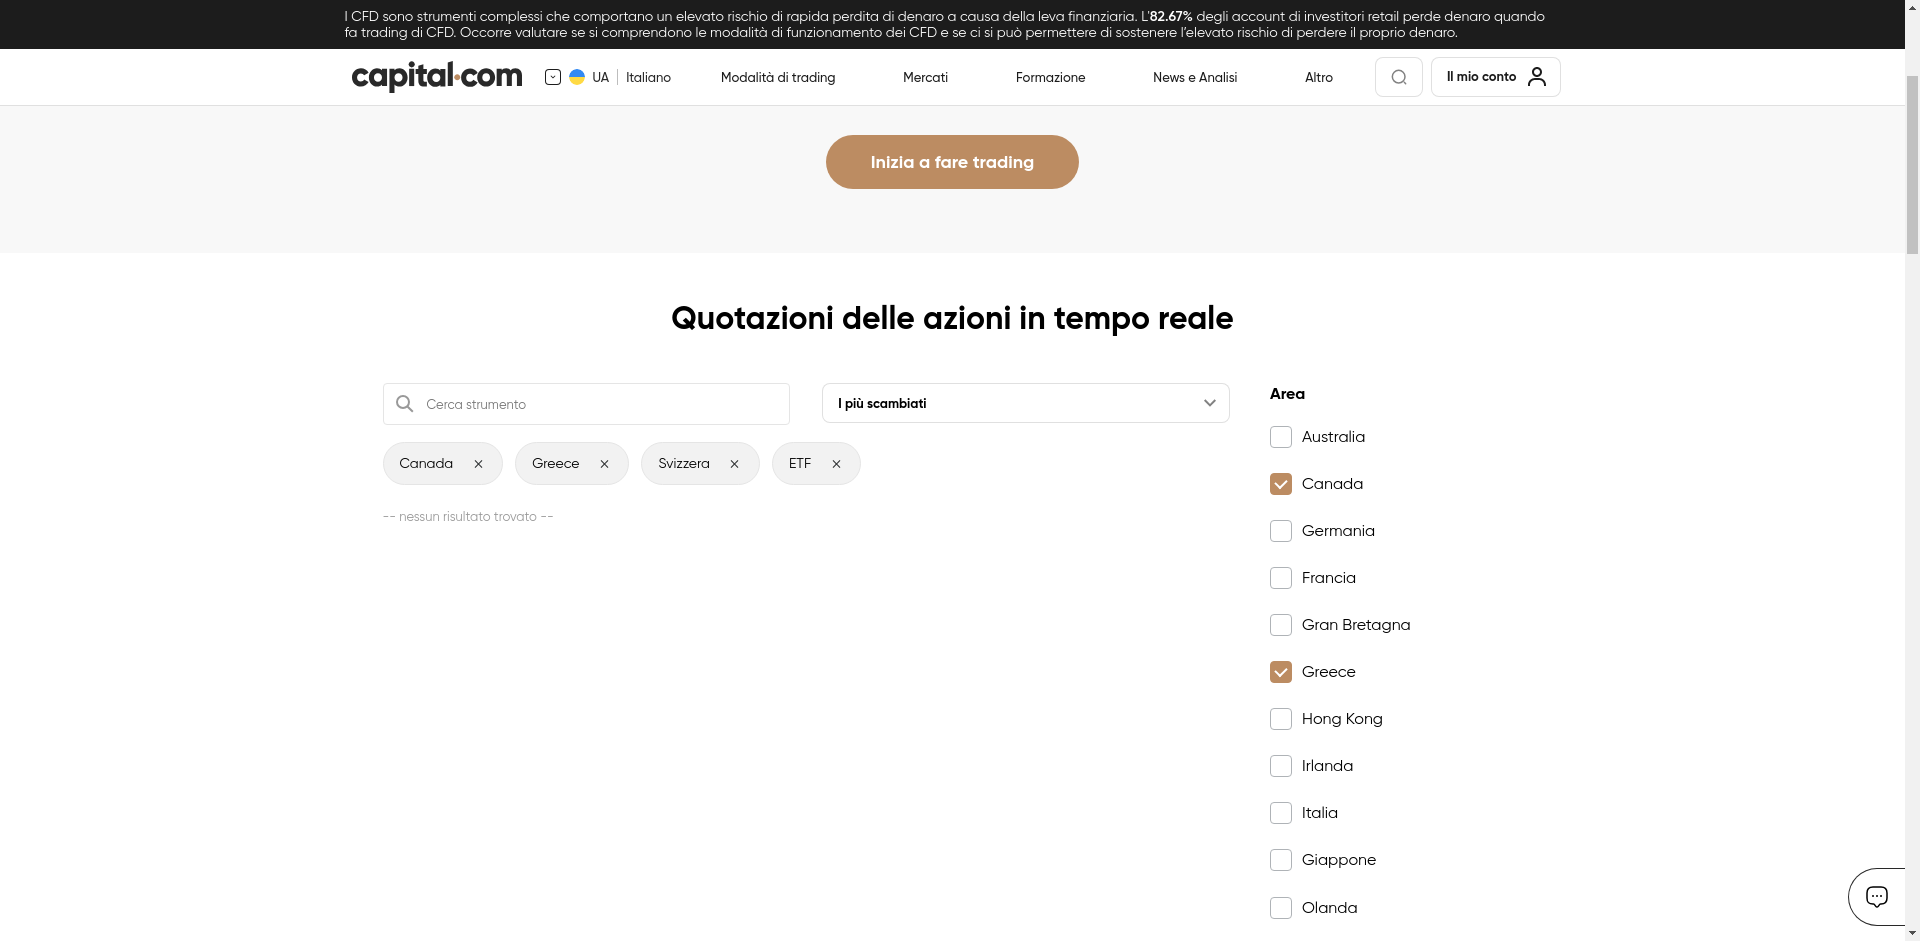 I CFD sono strumenti complessi che comportano un elevato rischio di rapida perdita di denaro a causa della leva finanziaria. L'82.67% degli account di investitori retail perde denaro quando
fa trading di CFD. Occorre valutare se si comprendono le modalità di funzionamento dei CFD e se ci si può permettere di sostenere l'elevato rischio di perdere il proprio denaro.
capital.com UA Italiano Modalità di trading Mercati Formazione News e Analisi Altro Il mio conto
Inizia a fare trading
Quotazioni delle azioni in tempo reale
Cerca strumento
I più scambiati
Canada
Greece
Svizzera
ETF
-- nessun risultato trovato --
Area
Australia
Canada
Germania
Francia
Gran Bretagna
Greece
Hong Kong
Irlanda
Italia
Giappone
Olanda